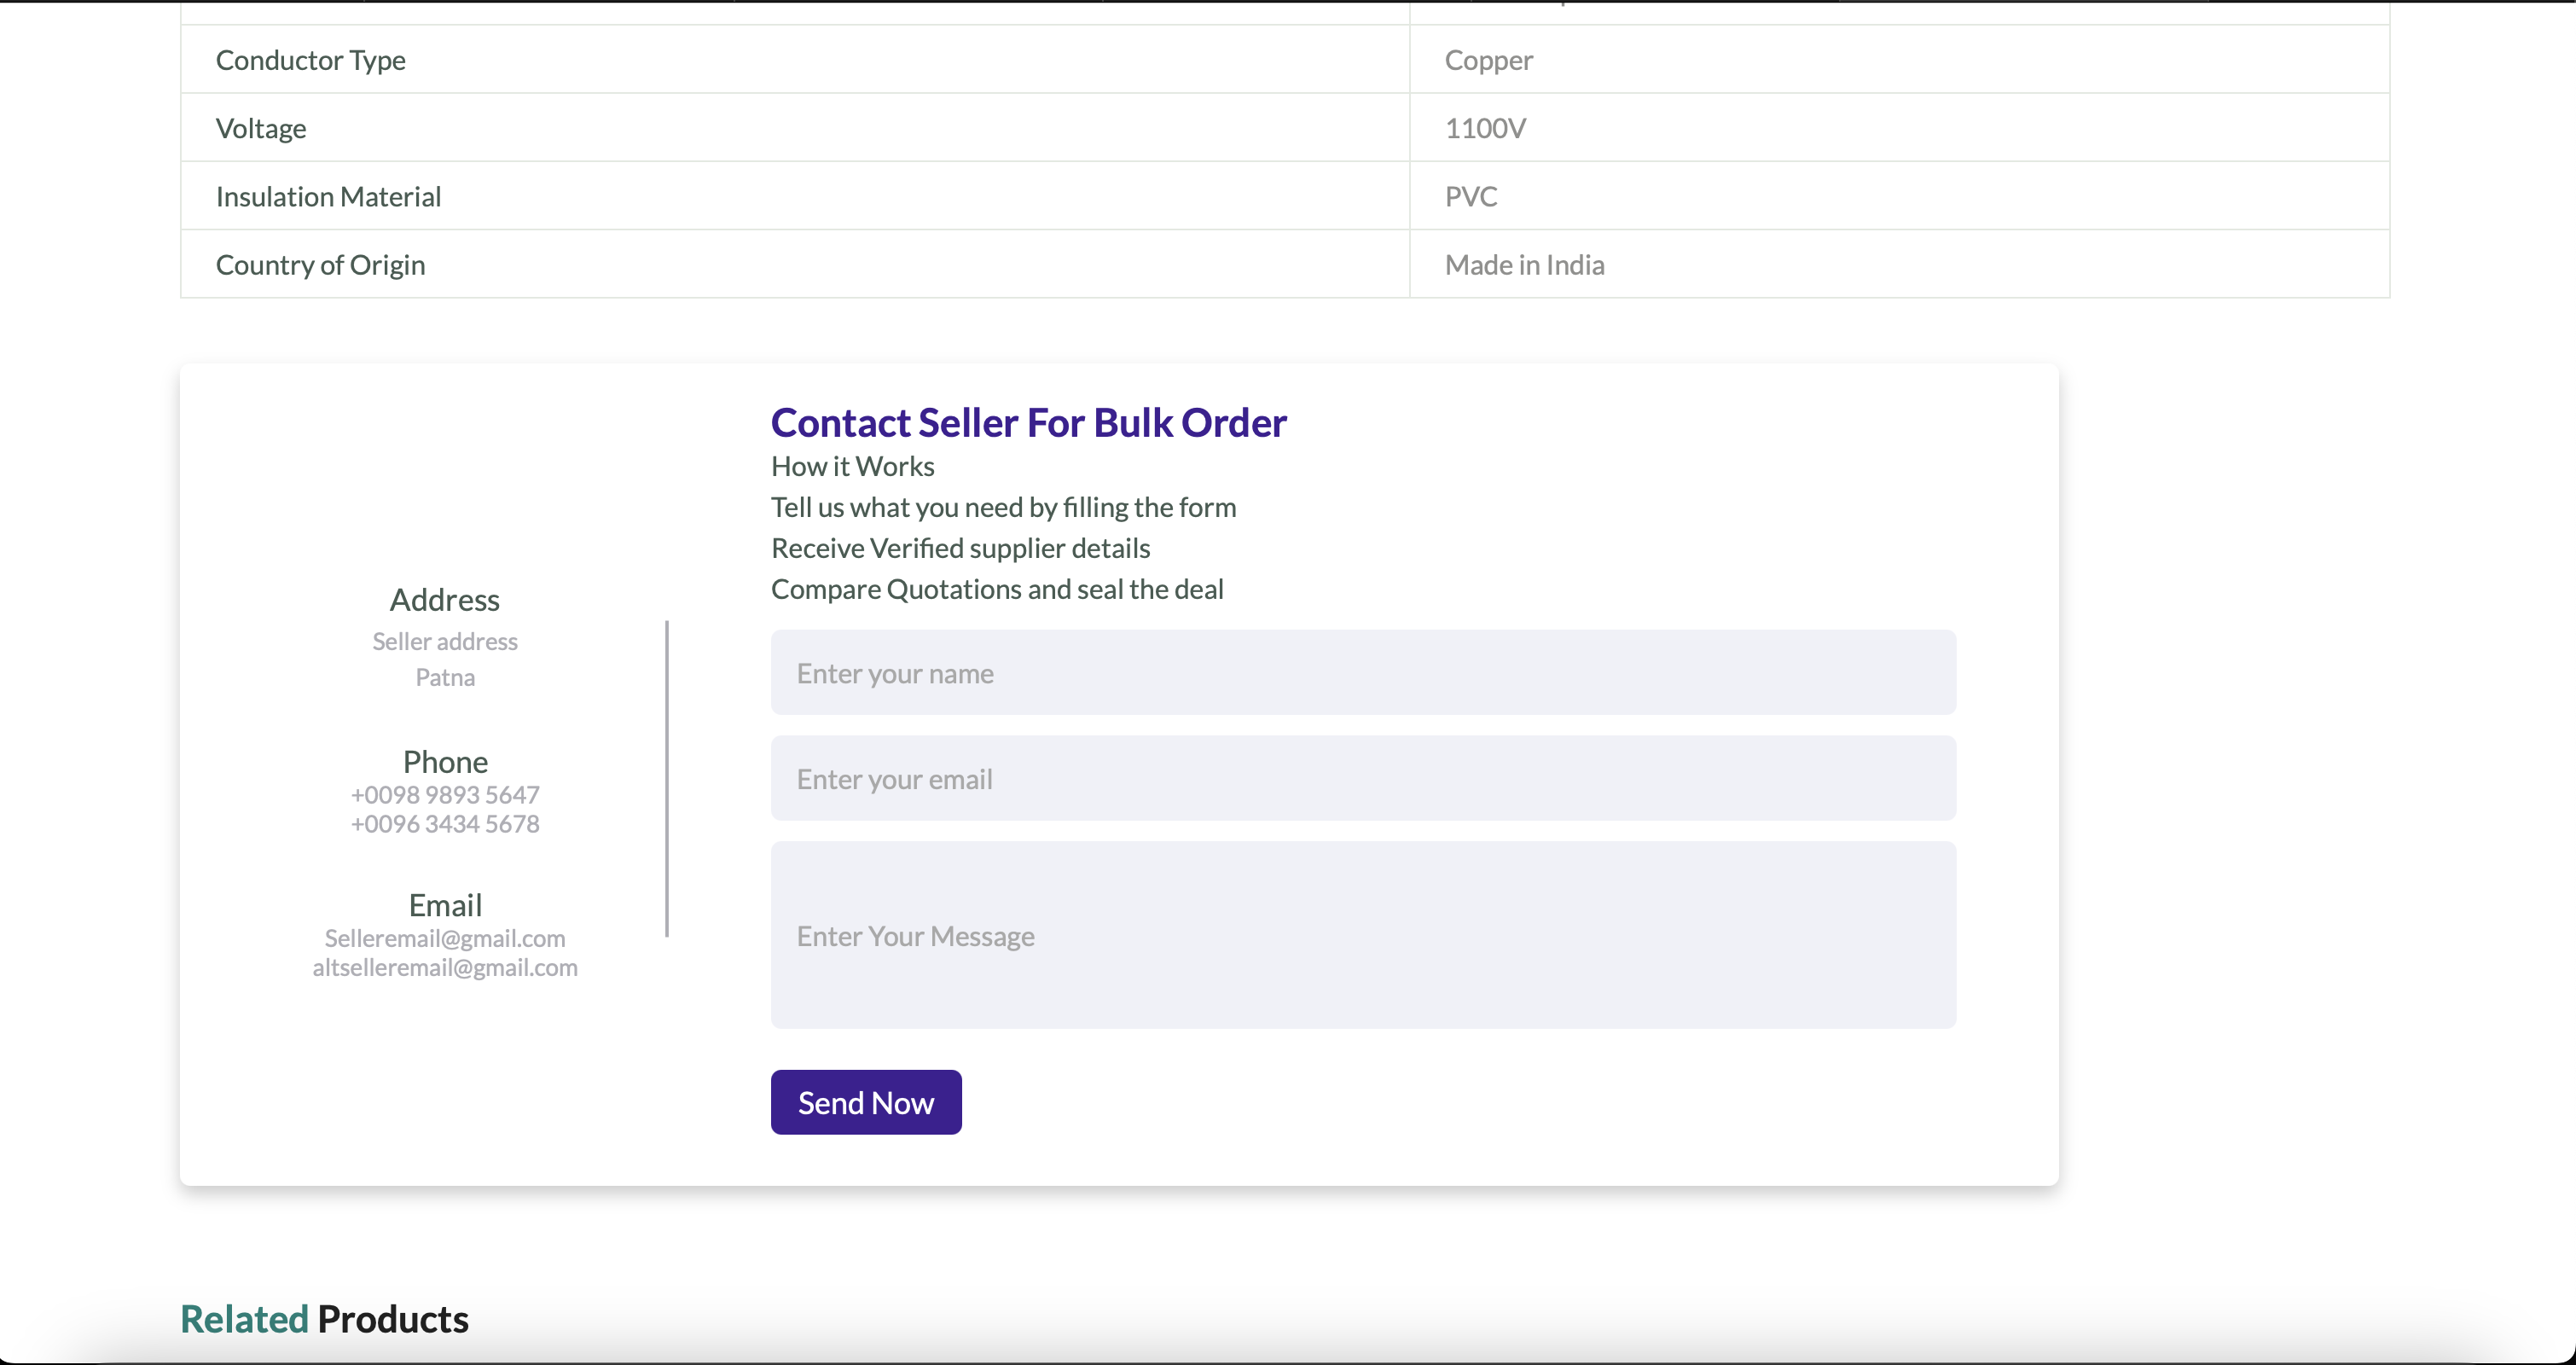 Conductor Type Copper
Voltage 1100V
Insulation Material PVC
Country of Origin Made in India
Contact Seller For Bulk Order
How it Works
Tell us what you need by filling the form
Receive Verified supplier details
Compare Quotations and seal the deal
Address
Seller address
Patna
Phone
+0098 9893 5647
+0096 3434 5678
Email
Selleremail@gmail.com
altselleremail@gmail.com
Enter your name
Enter your email
Enter Your Message
Send Now
Related Products